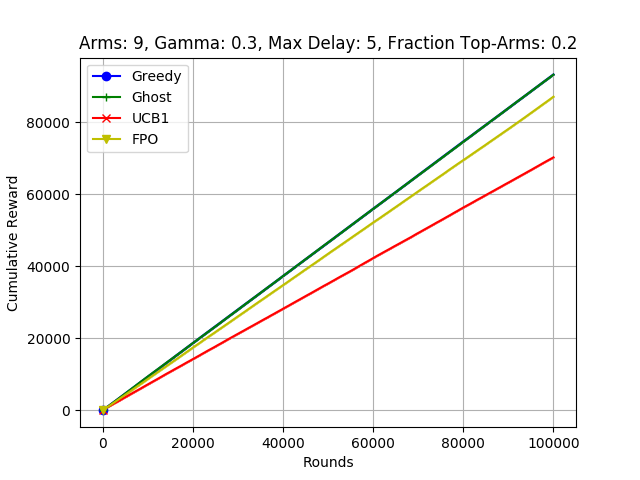 Arms: 9, Gamma: 0.3, Max Delay: 5, Fraction Top-Arms: 0.2
Greedy
Ghost
UCB1
FPO
80000
60000
40000
20000
0
Cumulative Reward
0 20000 40000 60000 80000 100000
Rounds